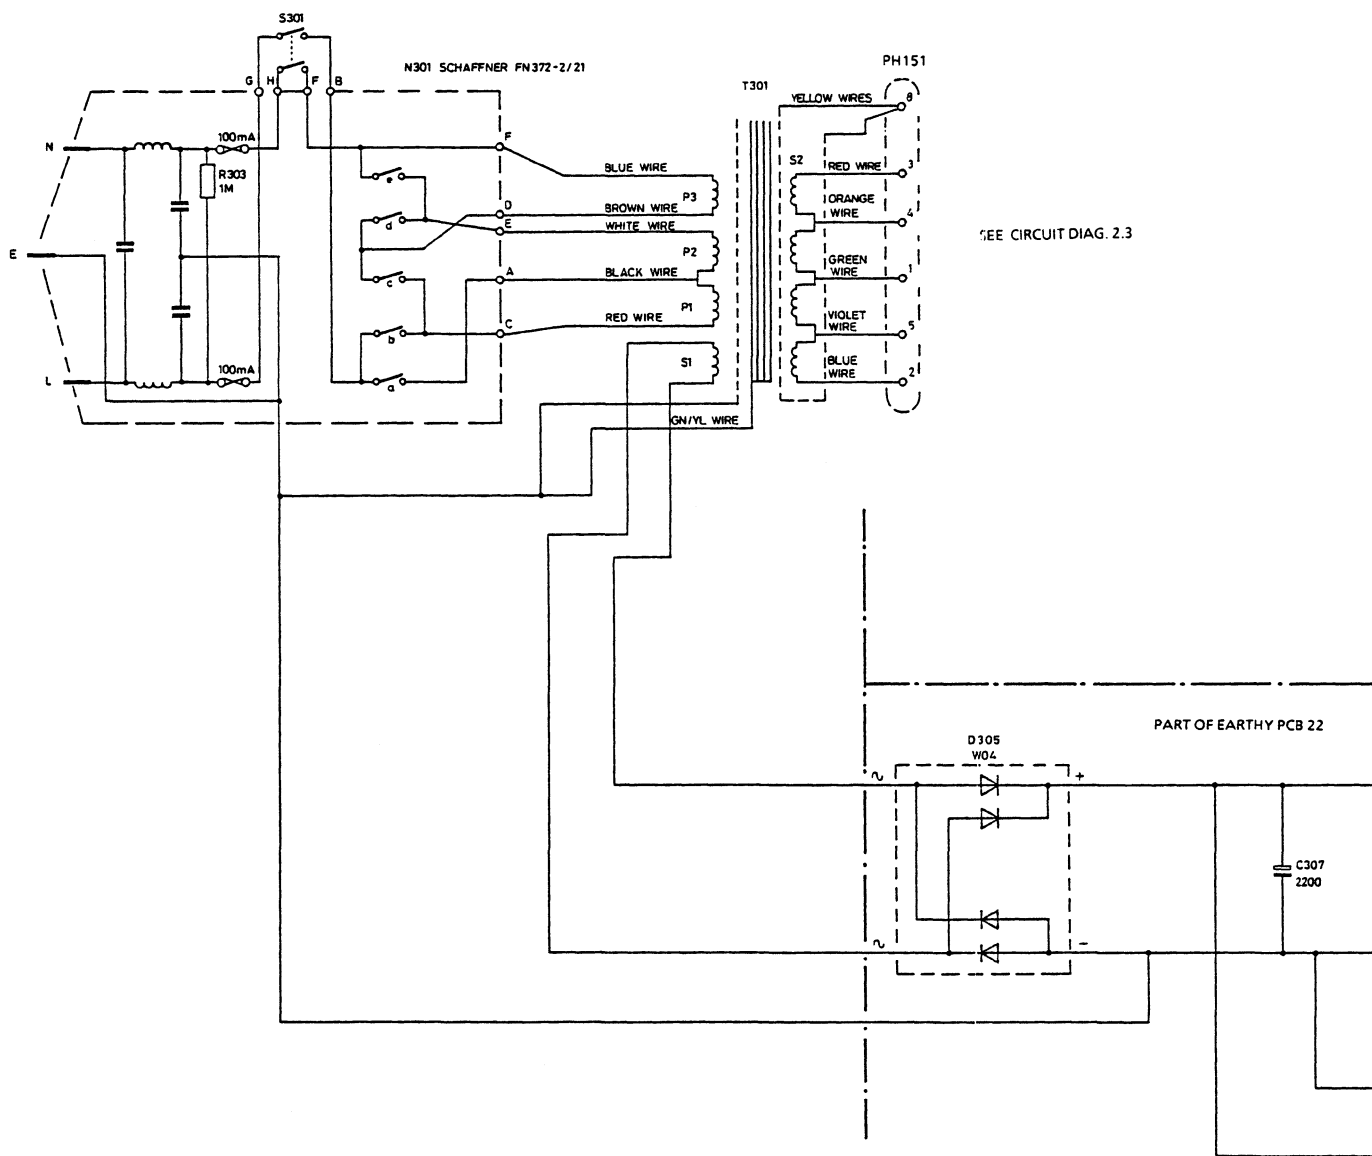 S301
N301 SCHAFFNER FN372-2/21
PH151
G H F B
T301
YELLOW WIRES
8
N
100mA
F
R303
1M
e
BLUE WIRE
P3
S2
RED WIRE
3
D
BROWN WIRE
ORANGE
WIRE
4
d
E
WHITE WIRE
SEE CIRCUIT DIAG. 2.3
E
P2
GREEN
WIRE
1
A
BLACK WIRE
c
P1
VIOLET
WIRE
5
C
RED WIRE
b
S1
BLUE
WIRE
2
L
100mA
a
GN/YL WIRE
PART OF EARTHY PCB 22
D305
W04
~
+
C307
2200
~
-